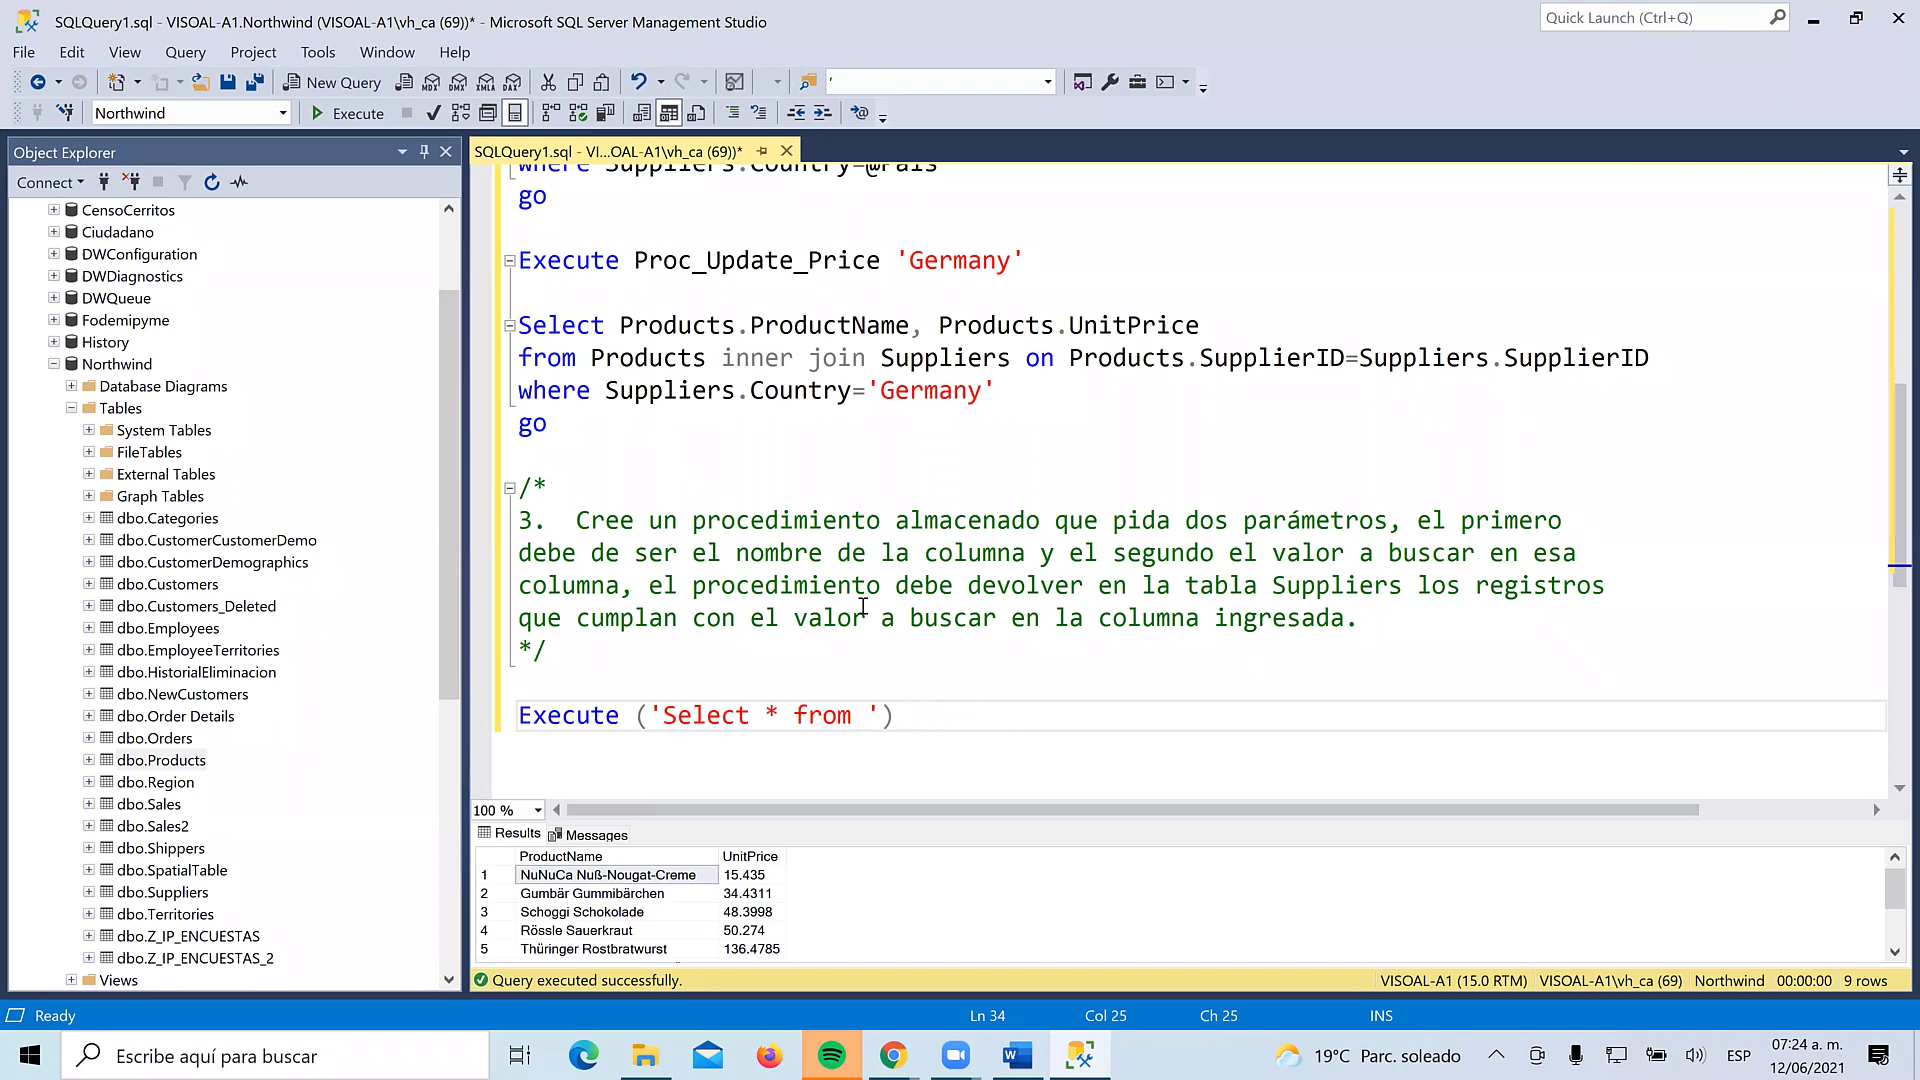 SQLQuery1.sql - VISOAL-A1.Northwind (VISOAL-A1\vh_ca (69))* - Microsoft SQL Server Management Studio
Quick Launch (Ctrl+Q)
File Edit View Query Project Tools Window Help
New Query MDX DMX XMLA DAX '
Northwind Execute
Object Explorer
Connect
CensoCerritos
Ciudadano
DWConfiguration
DWDiagnostics
DWQueue
Fodemipyme
History
Northwind
Database Diagrams
Tables
System Tables
FileTables
External Tables
Graph Tables
dbo.Categories
dbo.CustomerCustomerDemo
dbo.CustomerDemographics
dbo.Customers
dbo.Customers_Deleted
dbo.Employees
dbo.EmployeeTerritories
dbo.HistorialEliminacion
dbo.NewCustomers
dbo.Order Details
dbo.Orders
dbo.Products
dbo.Region
dbo.Sales
dbo.Sales2
dbo.Shippers
dbo.SpatialTable
dbo.Suppliers
dbo.Territories
dbo.Z_IP_ENCUESTAS
dbo.Z_IP_ENCUESTAS_2
Views
SQLQuery1.sql - VI...OAL-A1\vh_ca (69))*
where Suppliers.Country=@Pais
go
Execute Proc_Update_Price 'Germany'
Select Products.ProductName, Products.UnitPrice
from Products inner join Suppliers on Products.SupplierID=Suppliers.SupplierID
where Suppliers.Country='Germany'
go
/*
3. Cree un procedimiento almacenado que pida dos parámetros, el primero
debe de ser el nombre de la columna y el segundo el valor a buscar en esa
columna, el procedimiento debe devolver en la tabla Suppliers los registros
que cumplan con el valor a buscar en la columna ingresada.
*/
Execute ('Select * from ')
100 %
Results Messages
ProductName UnitPrice
1 NuNuCa Nuß-Nougat-Creme 15.435
2 Gumbär Gummibärchen 34.4311
3 Schoggi Schokolade 48.3998
4 Rössle Sauerkraut 50.274
5 Thüringer Rostbratwurst 136.4785
Query executed successfully. VISOAL-A1 (15.0 RTM) VISOAL-A1\vh_ca (69) Northwind 00:00:00 9 rows
Ready Ln 34 Col 25 Ch 25 INS
Escribe aquí para buscar
19°C Parc. soleado
ESP
07:24 a. m.
12/06/2021